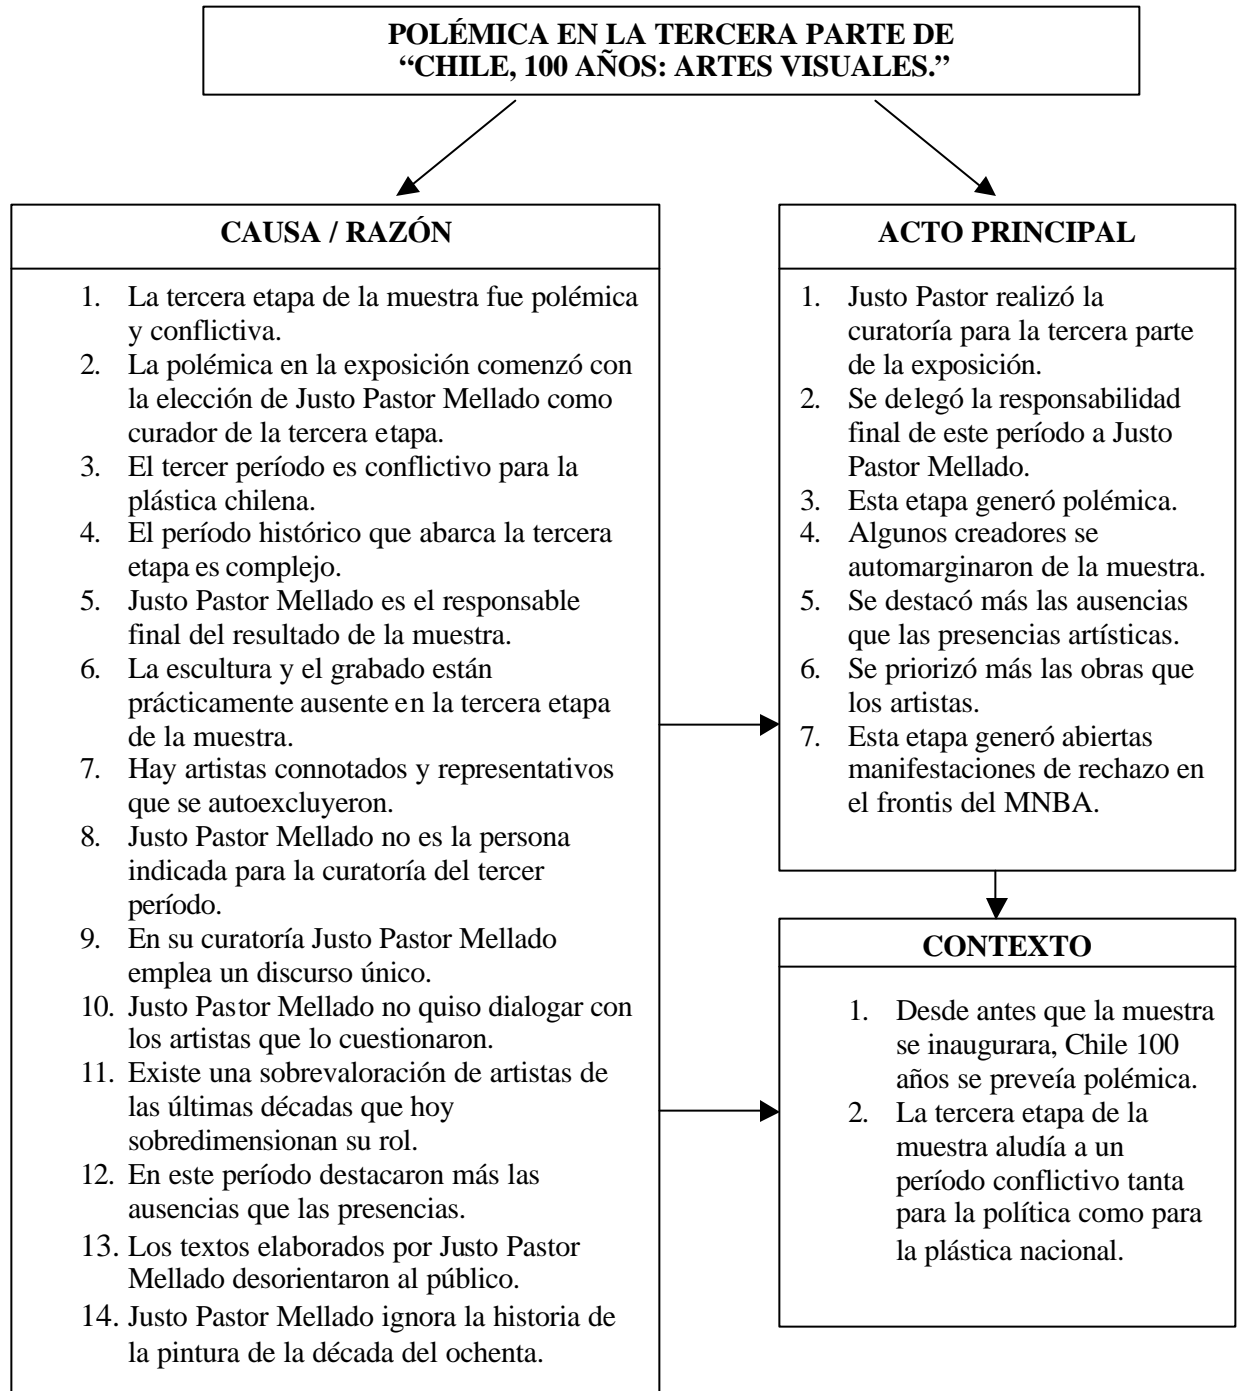 POLÉMICA EN LA TERCERA PARTE DE
“CHILE, 100 AÑOS: ARTES VISUALES.”
CAUSA / RAZÓN
1. La tercera etapa de la muestra fue polémica
y conflictiva.
2. La polémica en la exposición comenzó con
la elección de Justo Pastor Mellado como
curador de la tercera etapa.
3. El tercer período es conflictivo para la
plástica chilena.
4. El período histórico que abarca la tercera
etapa es complejo.
5. Justo Pastor Mellado es el responsable
final del resultado de la muestra.
6. La escultura y el grabado están
prácticamente ausente en la tercera etapa
de la muestra.
7. Hay artistas connotados y representativos
que se autoexcluyeron.
8. Justo Pastor Mellado no es la persona
indicada para la curatoría del tercer
período.
9. En su curatoría Justo Pastor Mellado
emplea un discurso único.
10. Justo Pastor Mellado no quiso dialogar con
los artistas que lo cuestionaron.
11. Existe una sobrevaloración de artistas de
las últimas décadas que hoy
sobredimensionan su rol.
12. En este período destacaron más las
ausencias que las presencias.
13. Los textos elaborados por Justo Pastor
Mellado desorientaron al público.
14. Justo Pastor Mellado ignora la historia de
la pintura de la década del ochenta.
ACTO PRINCIPAL
1. Justo Pastor realizó la
curatoría para la tercera parte
de la exposición.
2. Se delegó la responsabilidad
final de este período a Justo
Pastor Mellado.
3. Esta etapa generó polémica.
4. Algunos creadores se
automarginaron de la muestra.
5. Se destacó más las ausencias
que las presencias artísticas.
6. Se priorizó más las obras que
los artistas.
7. Esta etapa generó abiertas
manifestaciones de rechazo en
el frontis del MNBA.
CONTEXTO
1. Desde antes que la muestra
se inaugurara, Chile 100
años se preveía polémica.
2. La tercera etapa de la
muestra aludía a un
período conflictivo tanta
para la política como para
la plástica nacional.